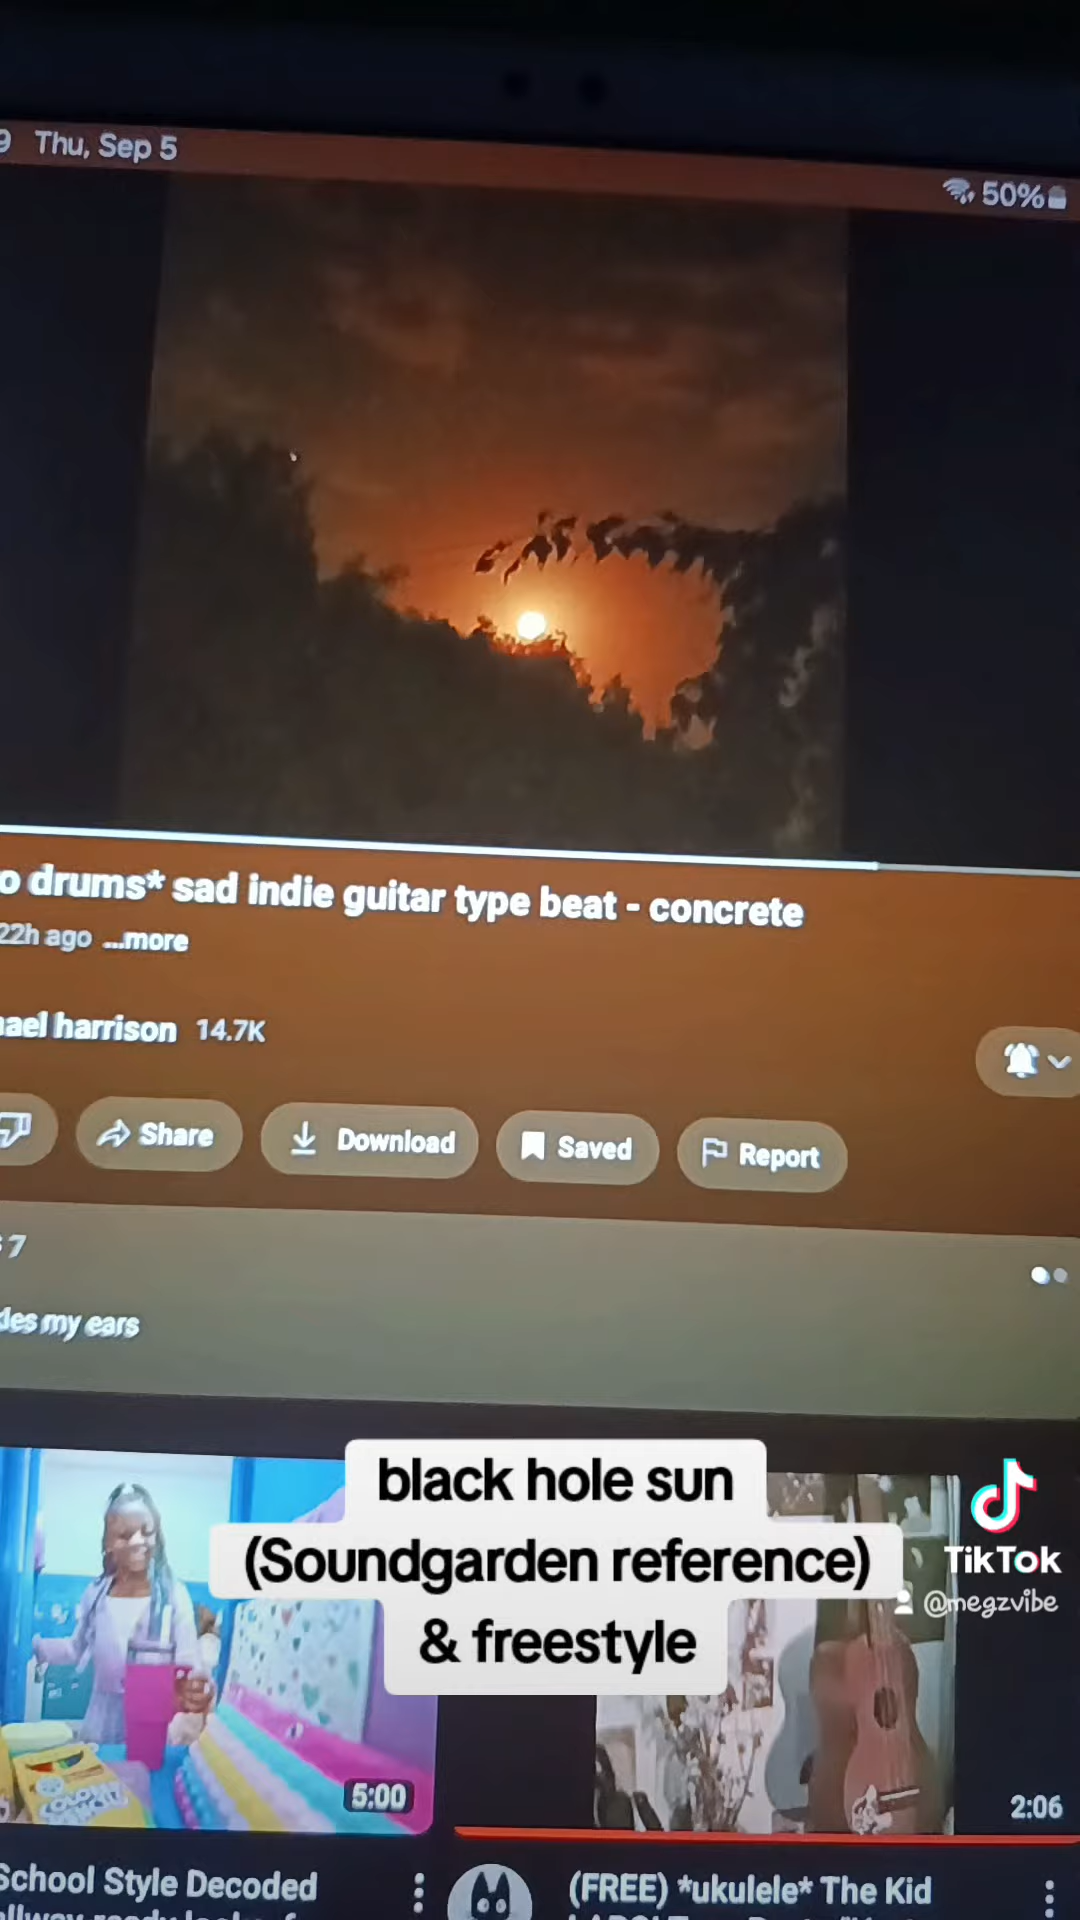 9 Thu, Sep 5
50%
o drums* sad indie guitar type beat - concrete
22h ago ...more
ael harrison 14.7K
Share
Download
Saved
Report
7
les my ears
black hole sun
(Soundgarden reference)
& freestyle
TikTok
@megzvibe
5:00
2:06
School Style Decoded
(FREE) *ukulele* The Kid